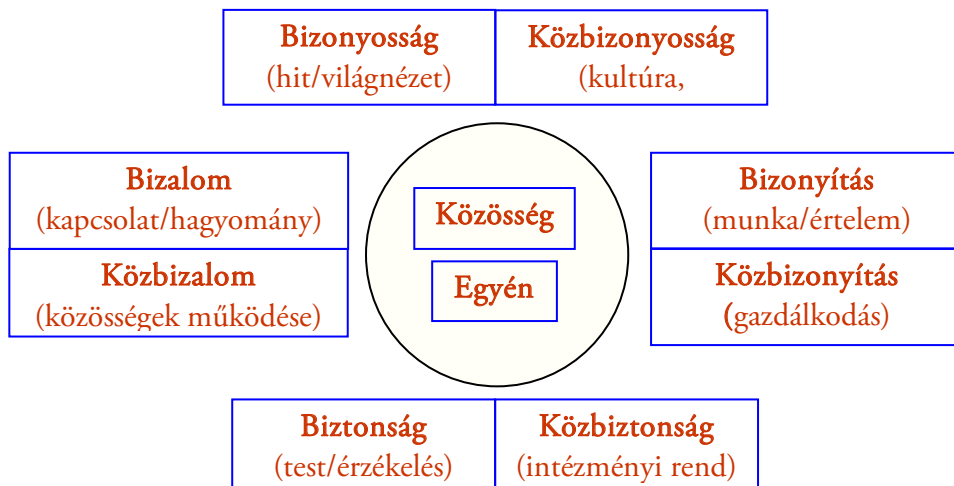 Bizonyosság
(hit/világnézet)
Közbizonyosság
(kultúra,
Bizalom
(kapcsolat/hagyomány)
Közbizalom
(közösségek működése)
Közösség
Egyén
Bizonyítás
(munka/értelem)
Közbizonyítás
(gazdálkodás)
Biztonság
(test/érzékelés)
Közbiztonság
(intézményi rend)